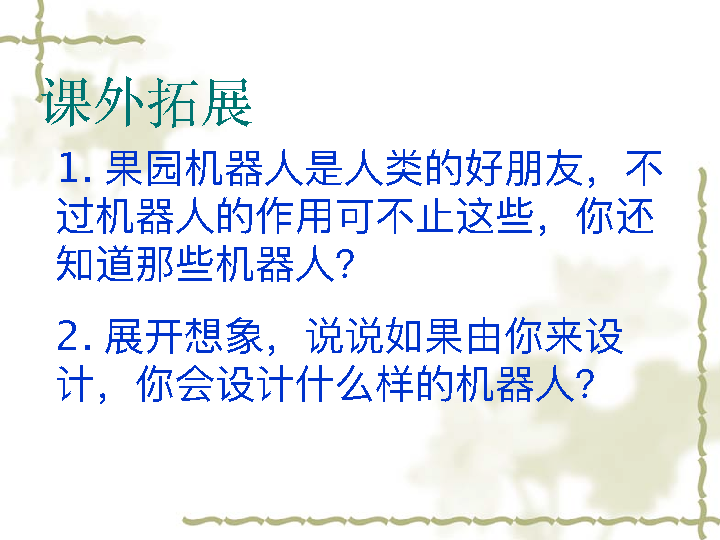 课外拓展
1. 果园机器人是人类的好朋友，不
过机器人的作用可不止这些，你还
知道那些机器人？
2. 展开想象，说说如果由你来设
计，你会设计什么样的机器人？